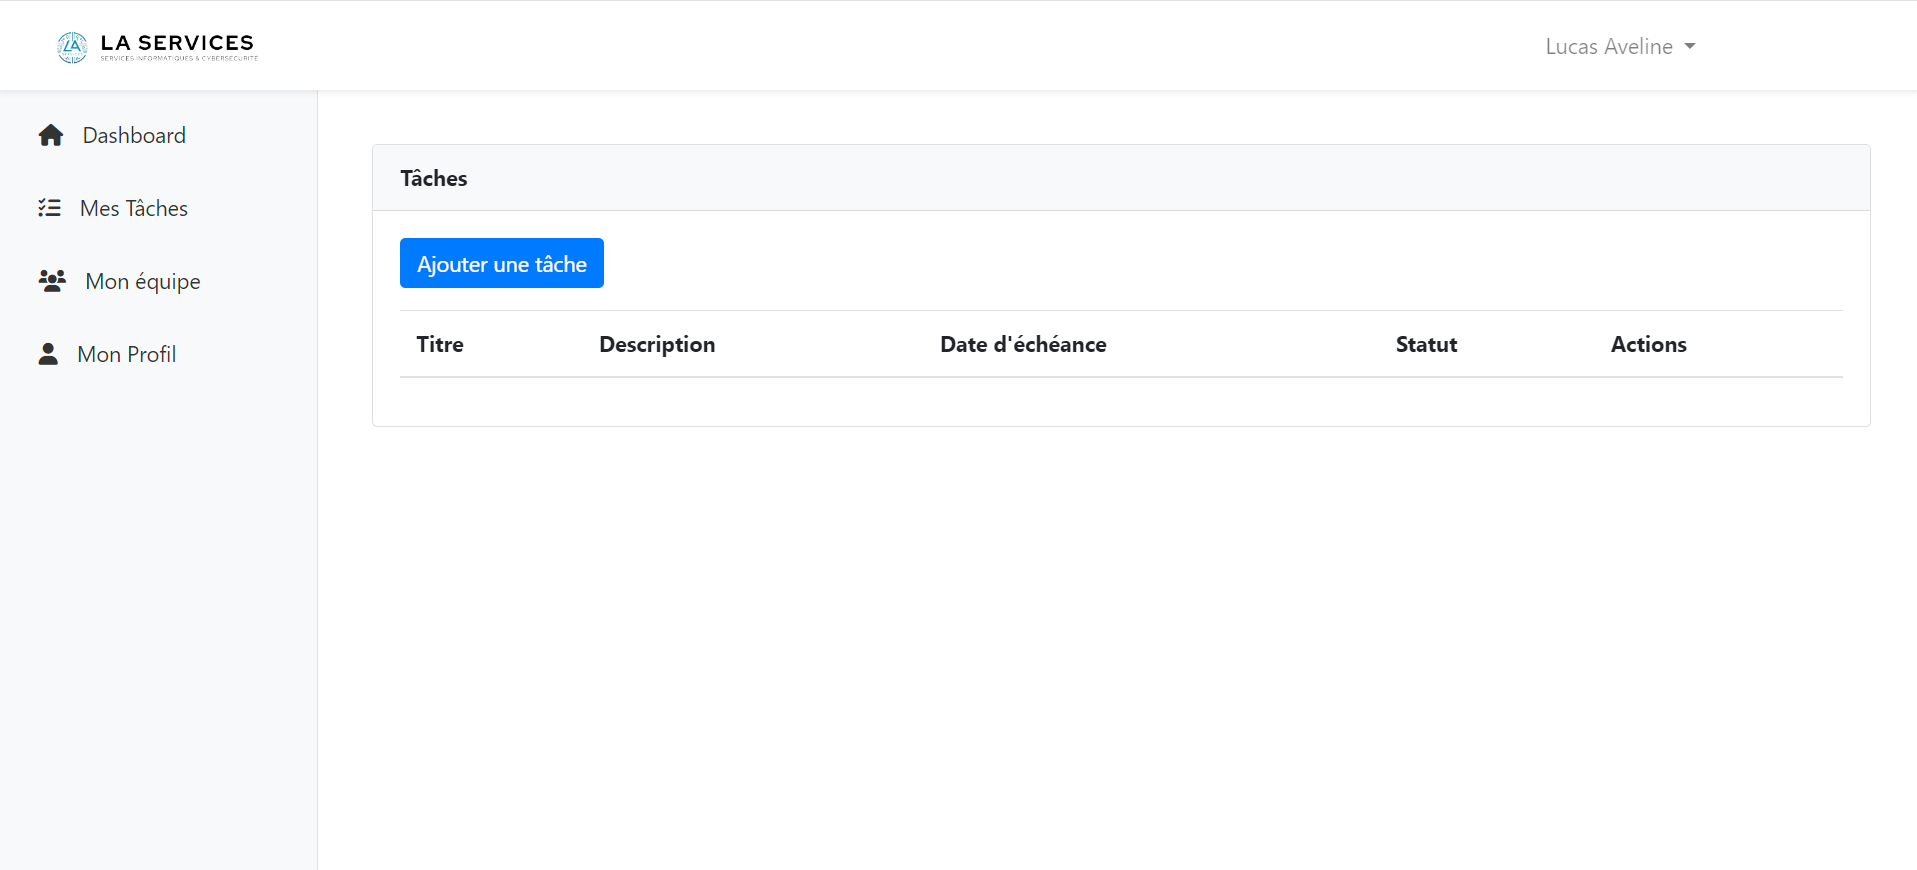 LA SERVICES
SERVICES INFORMATIQUES & CYBERSECURITE
Lucas Aveline
Dashboard
Mes Tâches
Mon équipe
Mon Profil
Tâches
Ajouter une tâche
Titre Description Date d'échéance Statut Actions